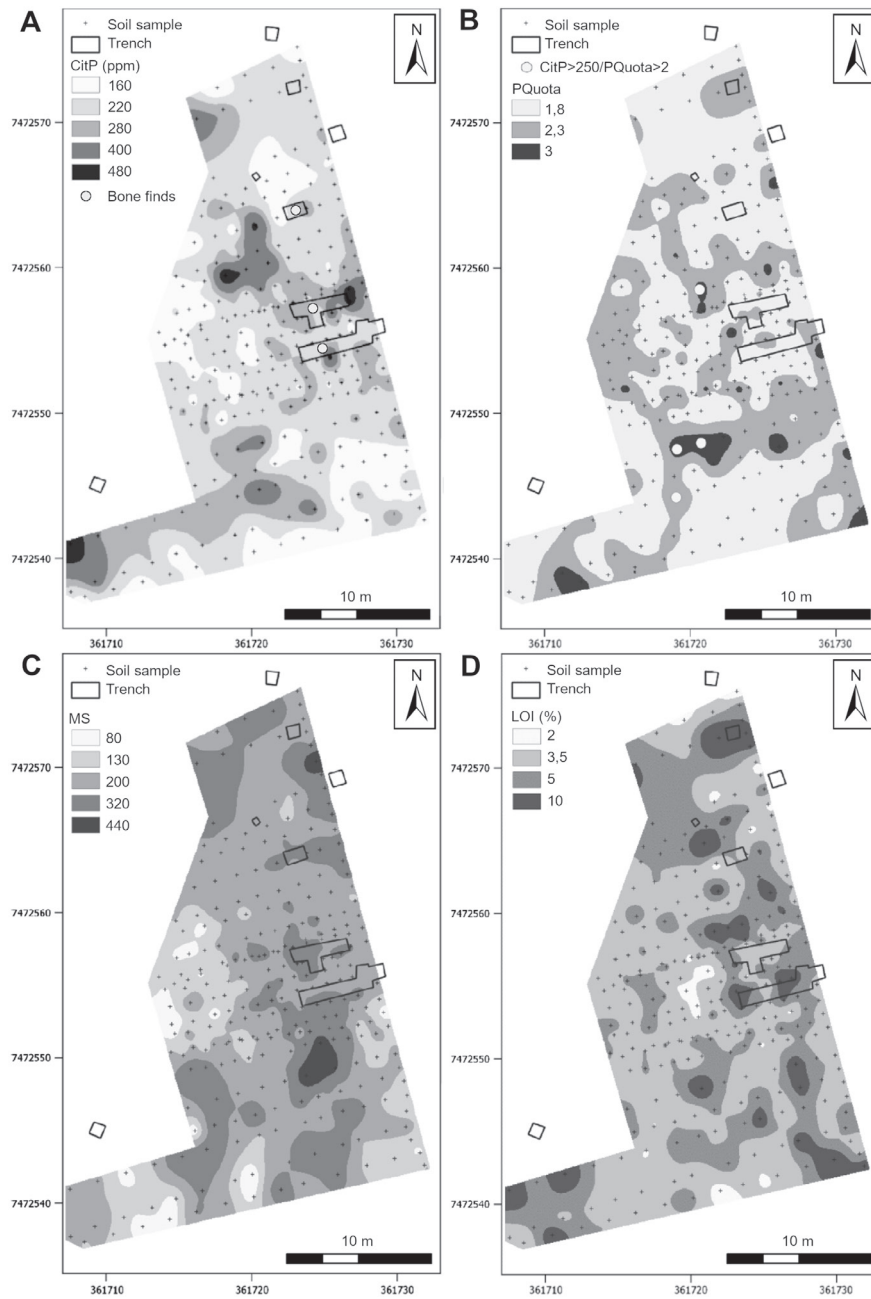 A
Soil sample
Trench
CitP (ppm)
160
220
280
400
480
Bone finds
N
7472570
7472560
7472550
7472540
10 m
361710 361720 361730
B
Soil sample
Trench
CitP>250/PQuota>2
PQuota
1,8
2,3
3
N
7472570
7472560
7472550
7472540
10 m
361710 361720 361730
C
Soil sample
Trench
MS
80
130
200
320
440
N
7472570
7472560
7472550
7472540
10 m
361710 361720 361730
D
Soil sample
Trench
LOI (%)
2
3,5
5
10
N
7472570
7472560
7472550
7472540
10 m
361710 361720 361730